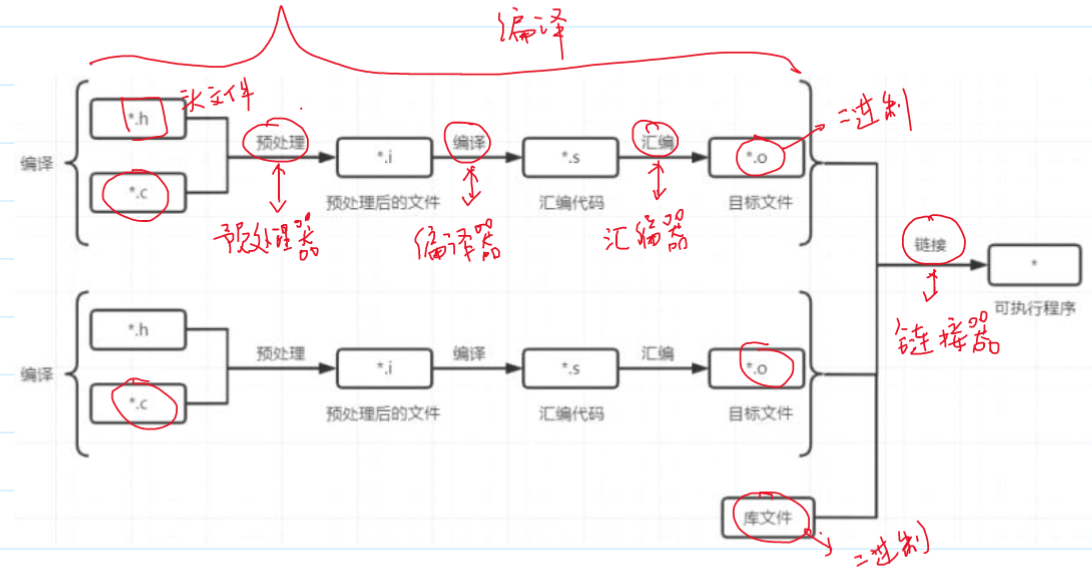 编译
*.h
头文件
预处理
编译
汇编
二进制
编译
*.i
*.s
*.o
*.c
预处理后的文件
汇编代码
目标文件
预处理器
编译器
汇编器
链接
*
可执行程序
链接器
*.h
预处理
编译
汇编
编译
*.i
*.s
*.o
*.c
预处理后的文件
汇编代码
目标文件
库文件
二进制